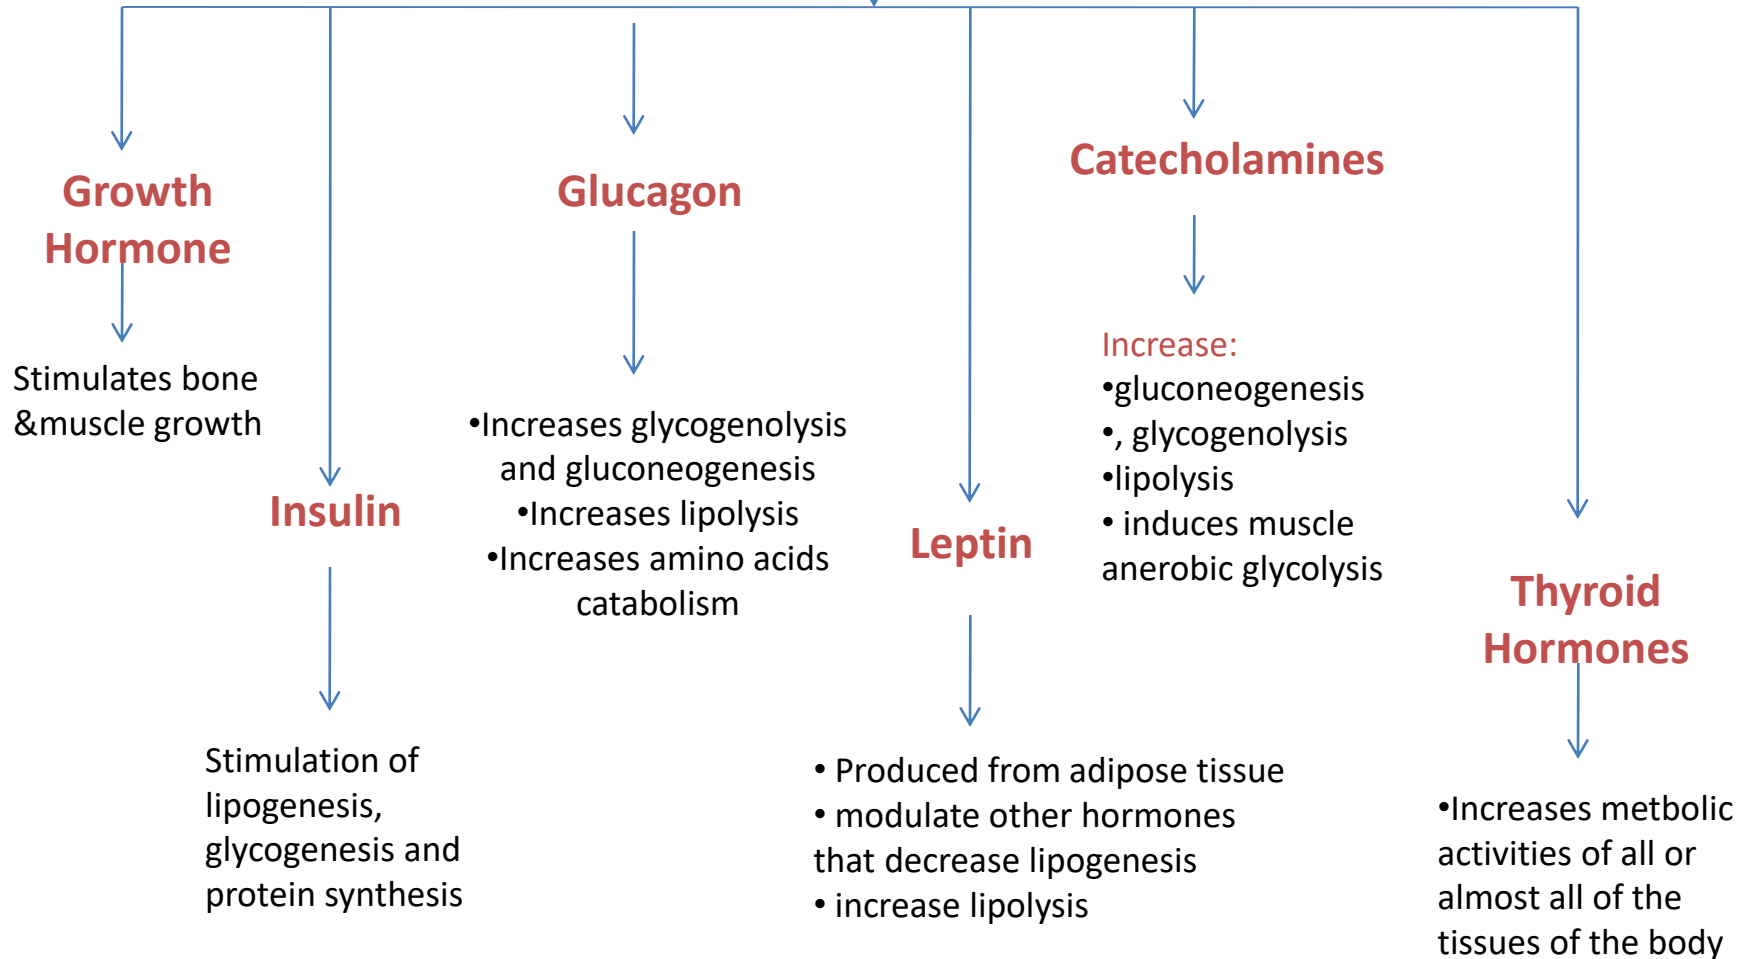 Growth
Hormone
Stimulates bone
&muscle growth
Insulin
Stimulation of
lipogenesis,
glycogenesis and
protein synthesis
Glucagon
•Increases glycogenolysis
and gluconeogenesis
•Increases lipolysis
•Increases amino acids
catabolism
Leptin
• Produced from adipose tissue
• modulate other hormones
that decrease lipogenesis
• increase lipolysis
Catecholamines
Increase:
•gluconeogenesis
•, glycogenolysis
•lipolysis
• induces muscle
anerobic glycolysis
Thyroid
Hormones
•Increases metbolic
activities of all or
almost all of the
tissues of the body